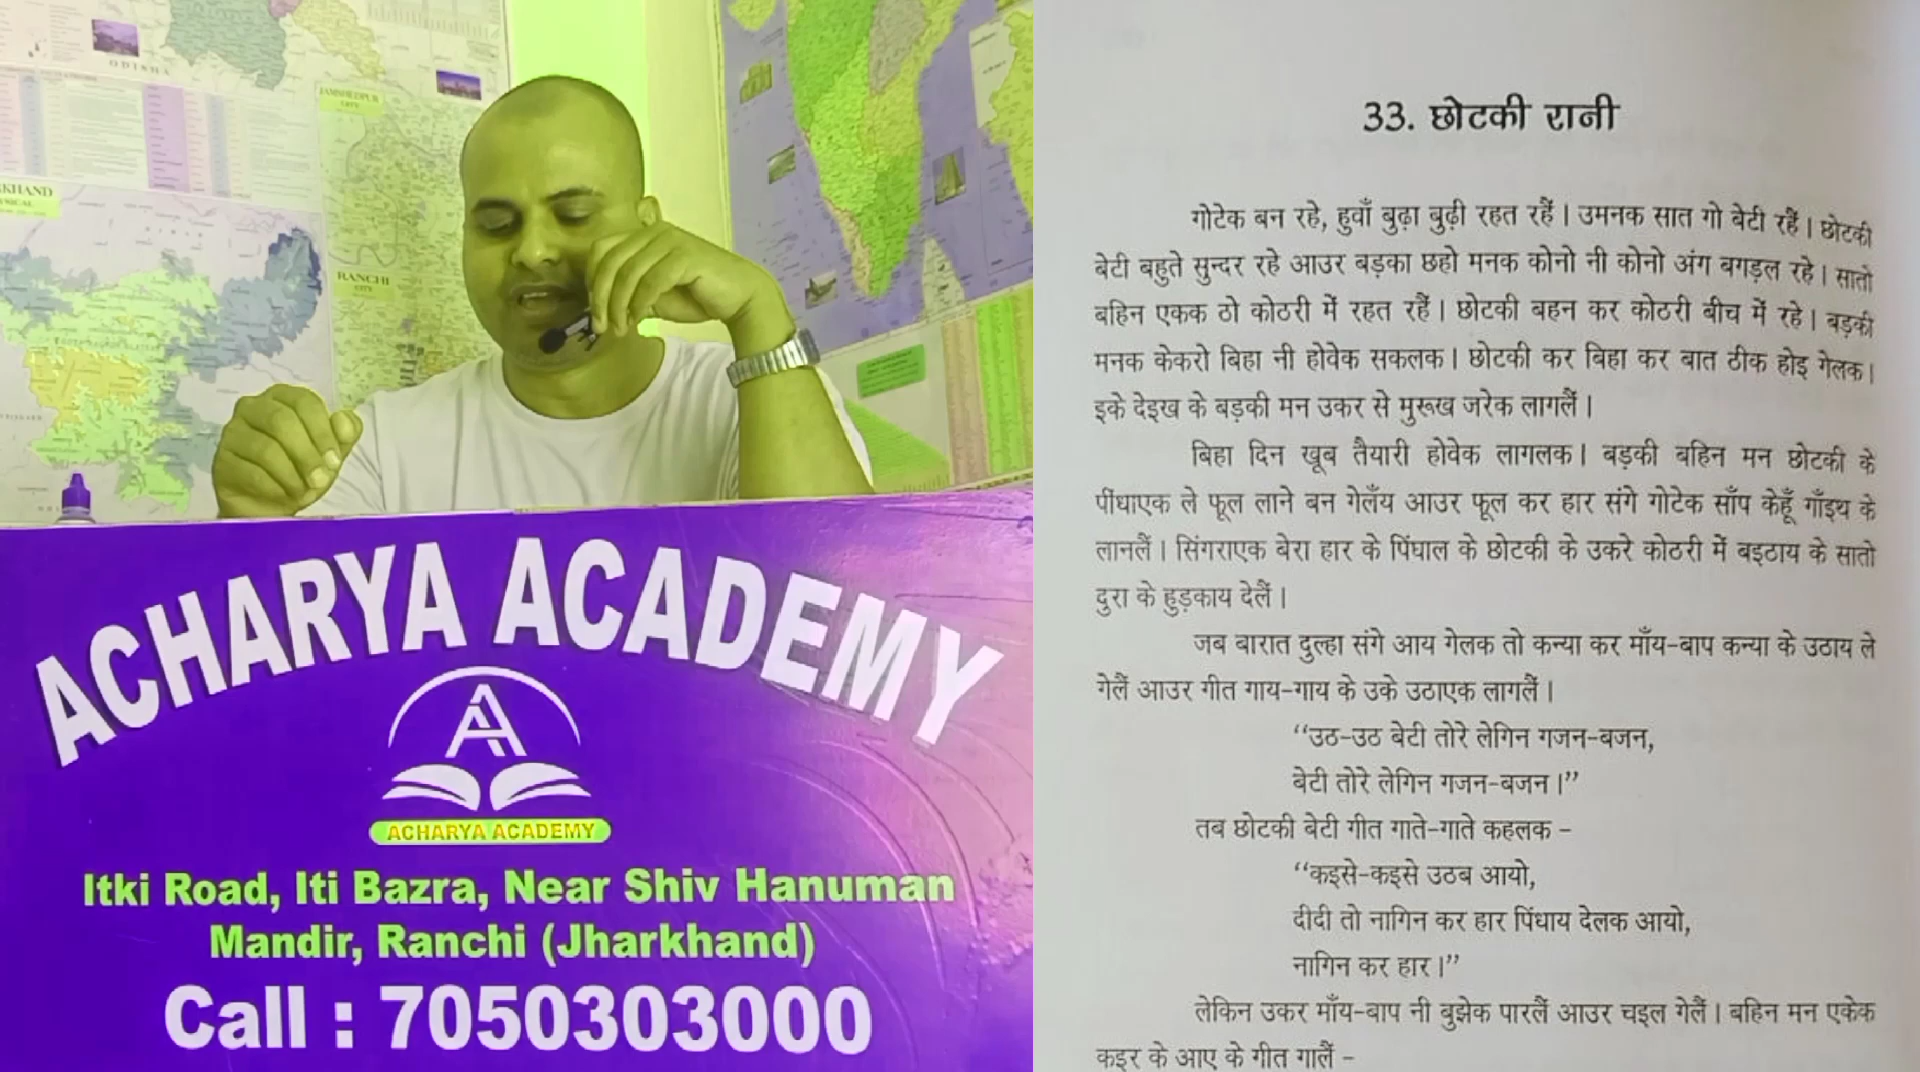 ODISHA
JAMSHEDPUR
CITY
RANCHI
CITY
ACHARYA ACADEMY
ACHARYA ACADEMY
Itki Road, Iti Bazra, Near Shiv Hanuman
Mandir, Ranchi (Jharkhand)
Call : 7050303000
33. छोटकी रानी
गोटेक बन रहे, हुवाँ बुढ़ा बुढ़ी रहत रहैं। उमनक सात गो बेटी रहैं। छोटकी
बेटी बहुते सुन्दर रहे आउर बड़का छहो मनक कोनो नी कोनो अंग बगड़ल रहे। सातो
बहिन एकक ठो कोठरी में रहत रहैं। छोटकी बहन कर कोठरी बीच में रहे। बड़की
मनक केकरो बिहा नी होवेक सकलक। छोटकी कर बिहा कर बात ठीक होइ गेलक।
इके देइख के बड़की मन उकर से मुरूख जरेक लागलैं।
बिहा दिन खूब तैयारी होवेक लागलक। बड़की बहिन मन छोटकी के
पींधाएक ले फूल लाने बन गेलँय आउर फूल कर हार संगे गोटेक साँप केहूँ गाँइथ के
लानलैं। सिंगराएक बेरा हार के पिंघाल के छोटकी के उकरे कोठरी में बइठाय के सातो
दुरा के हुड़काय देलैं।
जब बारात दुल्हा संगे आय गेलक तो कन्या कर माँय-बाप कन्या के उठाय ले
गेलैं आउर गीत गाय-गाय के उके उठाएक लागलैं।
“उठ-उठ बेटी तोरे लेगिन गजन-बजन,
बेटी तोरे लेगिन गजन-बजन।”
तब छोटकी बेटी गीत गाते-गाते कहलक –
“कइसे-कइसे उठब आयो,
दीदी तो नागिन कर हार पिंधाय देलक आयो,
नागिन कर हार।”
लेकिन उकर माँय-बाप नी बुझेक पारलैं आउर चइल गेलैं। बहिन मन एकेक
कइर के आए के गीत गालैं –